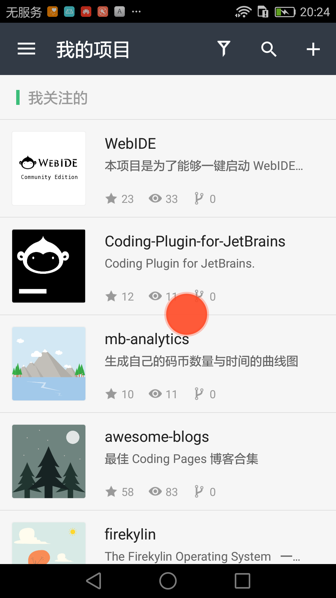 无服务 ... 20:24
我的项目
我关注的
WebIDE
Community Edition
WebIDE
本项目是为了能够一键启动 WebIDE...
23 33 0
Coding-Plugin-for-JetBrains
Coding Plugin for JetBrains.
12 0
mb-analytics
生成自己的码币数量与时间的曲线图
10 11 0
awesome-blogs
最佳 Coding Pages 博客合集
58 83 0
firekylin
The Firekylin Operating System 一...